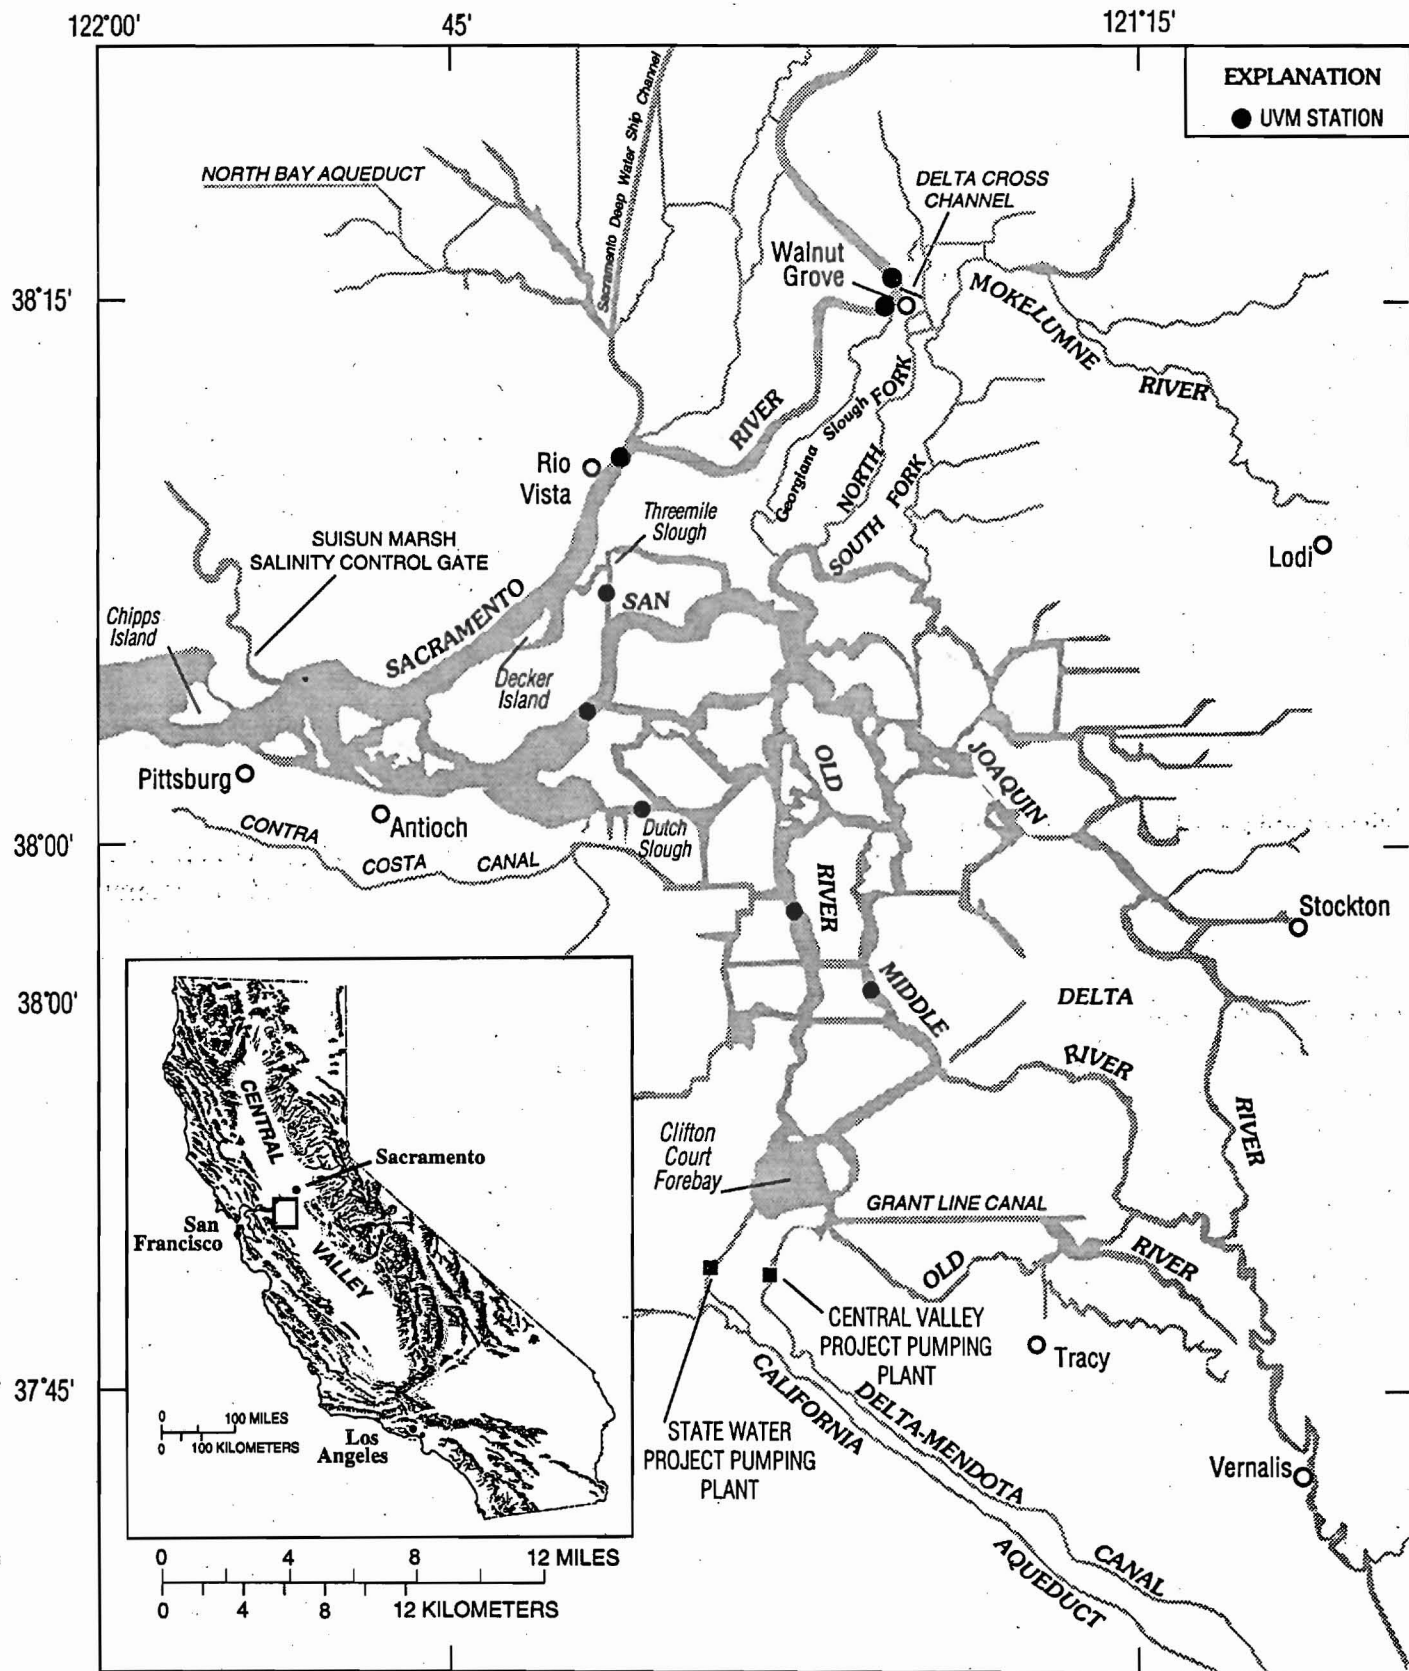 122°00'
45'
121°15'
EXPLANATION
UVM STATION
Sacramento Deep Water Ship Channel
NORTH BAY AQUEDUCT
DELTA CROSS
CHANNEL
Walnut
Grove
38°15'
MOKELUMNE
RIVER
RIVER
Georgiana Slough
NORTH
FORK
SOUTH
FORK
Rio
Vista
Threemile
Slough
Lodi
SUISUN MARSH
SALINITY CONTROL GATE
Chipps
Island
SACRAMENTO
SAN
Decker
Island
JOAQUIN
OLD
Pittsburg
Antioch
Dutch
Slough
38°00'
CONTRA
COSTA
CANAL
RIVER
Stockton
38°00'
MIDDLE
DELTA
RIVER
RIVER
CENTRAL
VALLEY
Sacramento
San
Francisco
Los
Angeles
0
100 MILES
0
100 KILOMETERS
Clifton
Court
Forebay
GRANT LINE CANAL
OLD
RIVER
CENTRAL VALLEY
PROJECT PUMPING
PLANT
Tracy
37°45'
STATE WATER
PROJECT PUMPING
PLANT
CALIFORNIA
AQUEDUCT
DELTA-MENDOTA
CANAL
Vernalis
0 4 8 12 MILES
0 4 8 12 KILOMETERS